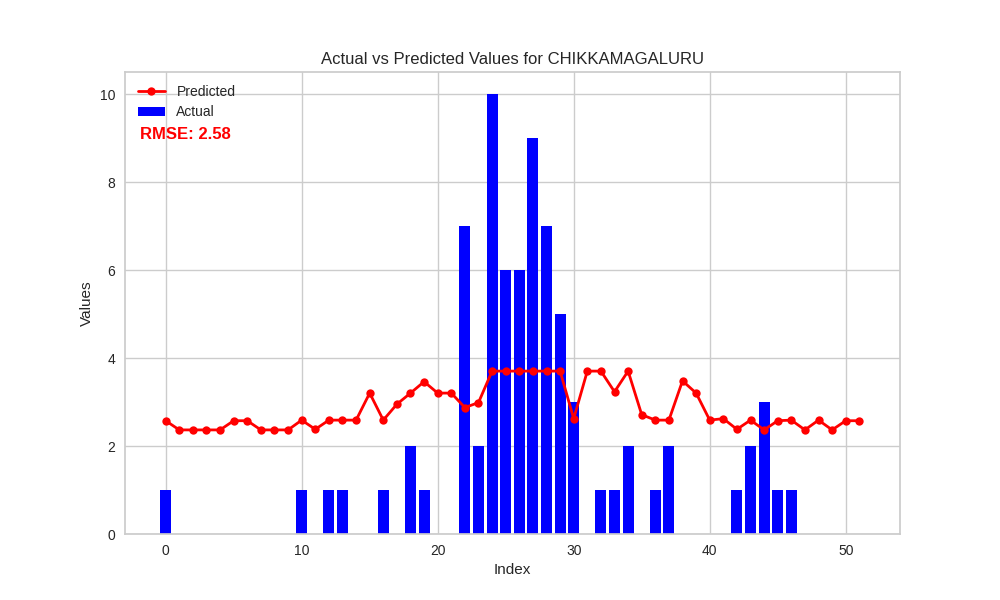 Actual vs Predicted Values for CHIKKAMAGALURU
Predicted
Actual
RMSE: 2.58
Values
10
8
6
4
2
0
0 10 20 30 40 50
Index